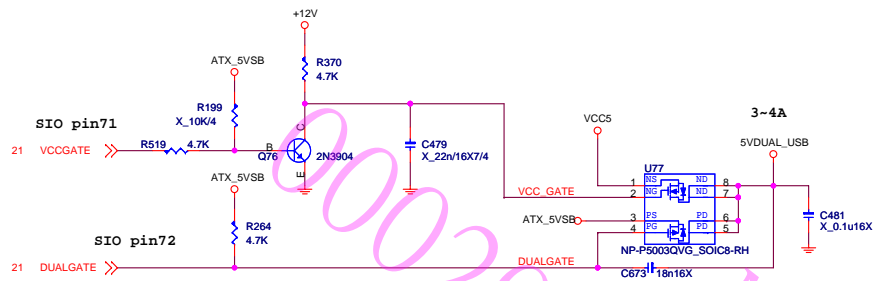 +12V
ATX_5VSB
R370
4.7K
R199
X_10K/4
SIO pin71
21 VCCGATE
R519 4.7K
B
C
E
Q76
2N3904
C479
X_22n/16X7/4
VCC5
3~4A
5VDUAL_USB
U77
VCC_GATE
1 NS ND 8
2 NG ND 7
ATX_5VSB
3 PS PD 6
4 PG PD 5
NP-P5003QVG_SOIC8-RH
C481
X_0.1u16X
ATX_5VSB
R264
4.7K
SIO pin72
21 DUALGATE
DUALGATE
C673 18n16X